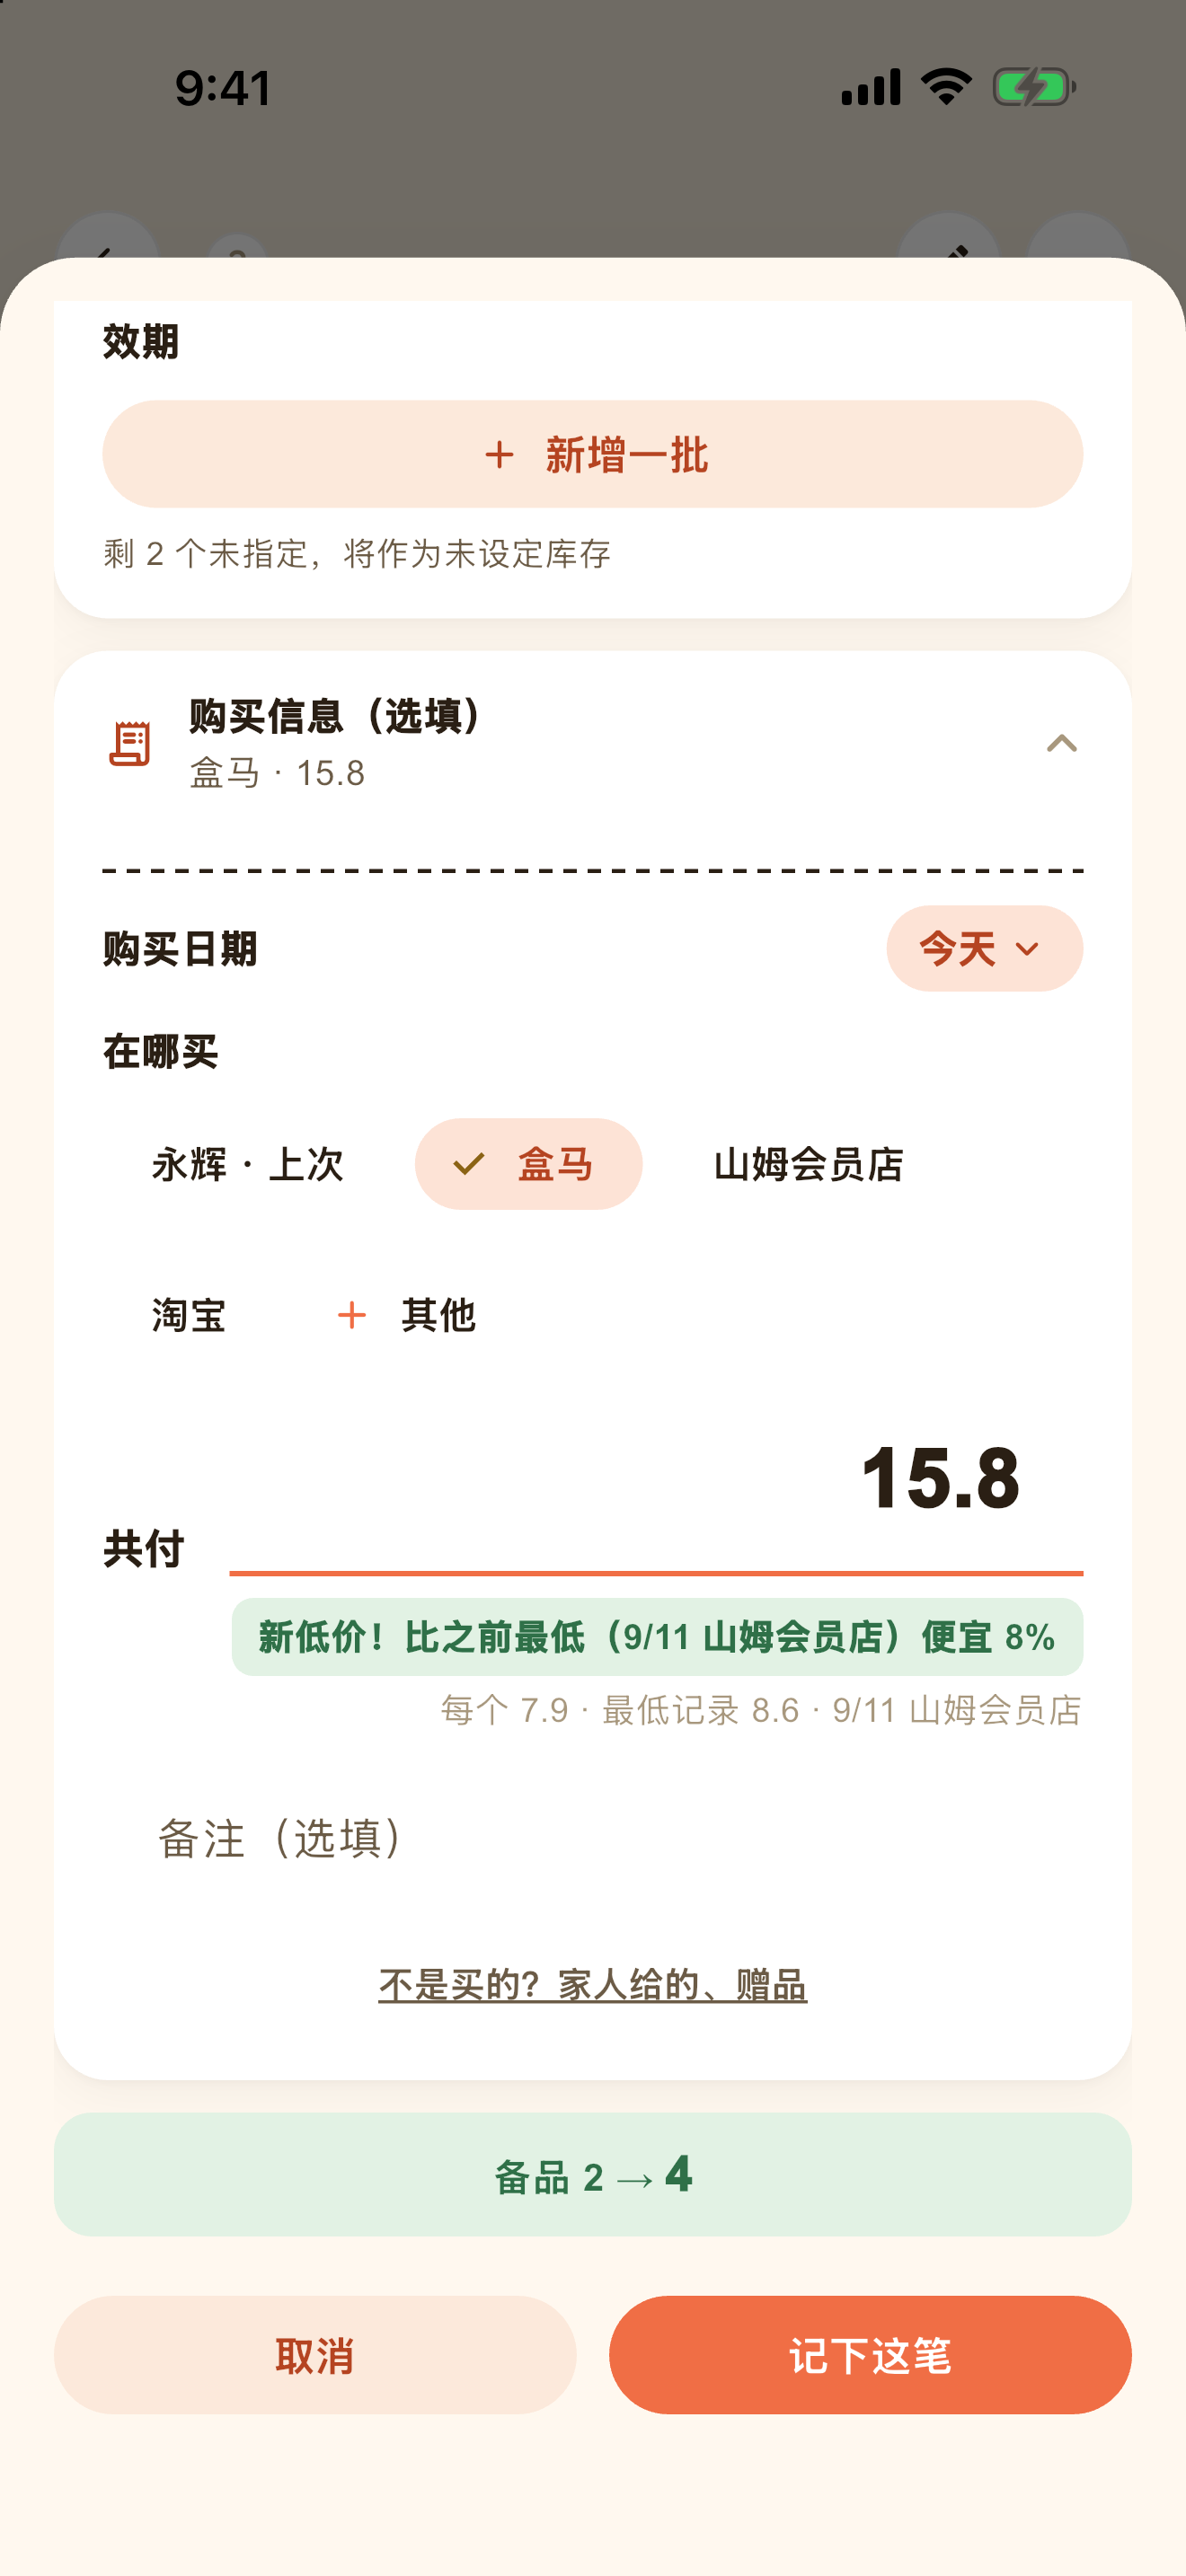 9:41
效期
+ 新增一批
剩 2 个未指定，将作为未设定库存
购买信息（选填）
盒马 · 15.8
购买日期
今天
在哪买
永辉 · 上次
盒马
山姆会员店
淘宝
+ 其他
15.8
共付
新低价！比之前最低（9/11 山姆会员店）便宜 8%
每个 7.9 · 最低记录 8.6 · 9/11 山姆会员店
备注（选填）
不是买的？家人给的、赠品
备品 2 → 4
取消
记下这笔